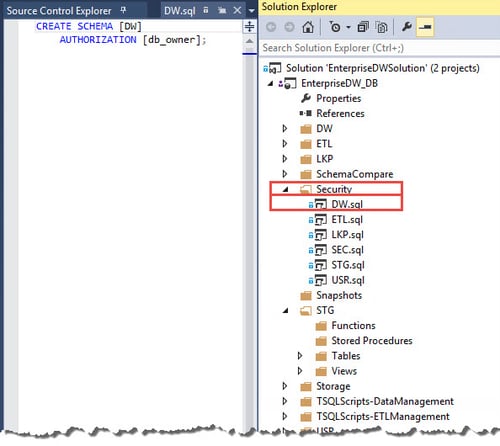 Source Control Explorer
DW.sql
CREATE SCHEMA [DW]
AUTHORIZATION [db_owner];
Solution Explorer
Search Solution Explorer (Ctrl+;)
Solution 'EnterpriseDWSolution' (2 projects)
EnterpriseDW_DB
Properties
References
DW
ETL
LKP
SchemaCompare
Security
DW.sql
ETL.sql
LKP.sql
SEC.sql
STG.sql
USR.sql
Snapshots
STG
Functions
Stored Procedures
Tables
Views
Storage
TSQLScripts-DataManagement
TSQLScripts-ETLManagement
USR